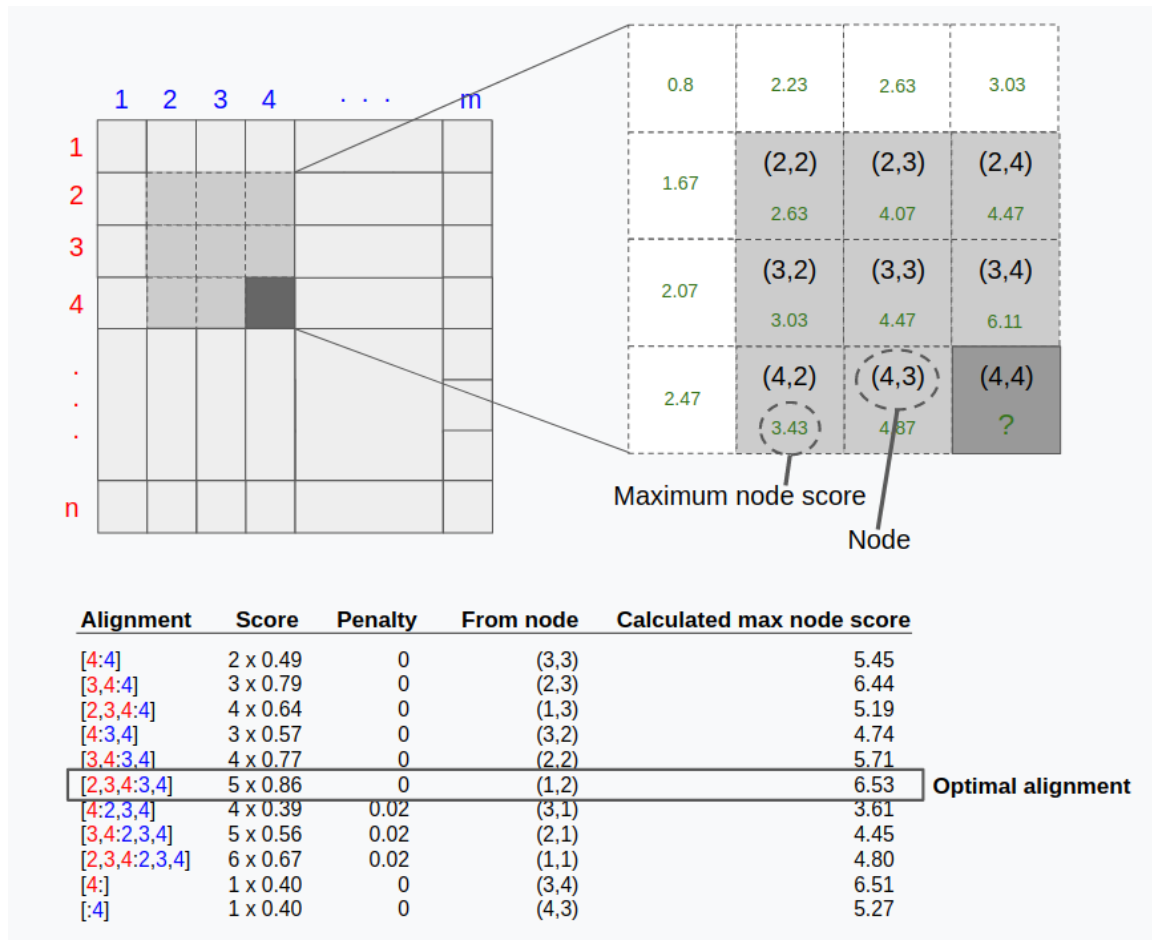 1 2 3 4 . . . m
1
2
3
4
.
.
.
n
0.8 2.23 2.63 3.03
(2,2) (2,3) (2,4)
1.67 2.63 4.07 4.47
(3,2) (3,3) (3,4)
2.07 3.03 4.47 6.11
(4,2) (4,3) (4,4)
2.47 3.43 4.87 ?
Maximum node score
Node
Alignment Score Penalty From node Calculated max node score
[4:4] 2 x 0.49 0 (3,3) 5.45
[3,4:4] 3 x 0.79 0 (2,3) 6.44
[2,3,4:4] 4 x 0.64 0 (1,3) 5.19
[4:3,4] 3 x 0.57 0 (3,2) 4.74
[3,4:3,4] 4 x 0.77 0 (2,2) 5.71
[2,3,4:3,4] 5 x 0.86 0 (1,2) 6.53 Optimal alignment
[4:2,3,4] 4 x 0.39 0.02 (3,1) 3.61
[3,4:2,3,4] 5 x 0.56 0.02 (2,1) 4.45
[2,3,4:2,3,4] 6 x 0.67 0.02 (1,1) 4.80
[4:] 1 x 0.40 0 (3,4) 6.51
[:4] 1 x 0.40 0 (4,3) 5.27